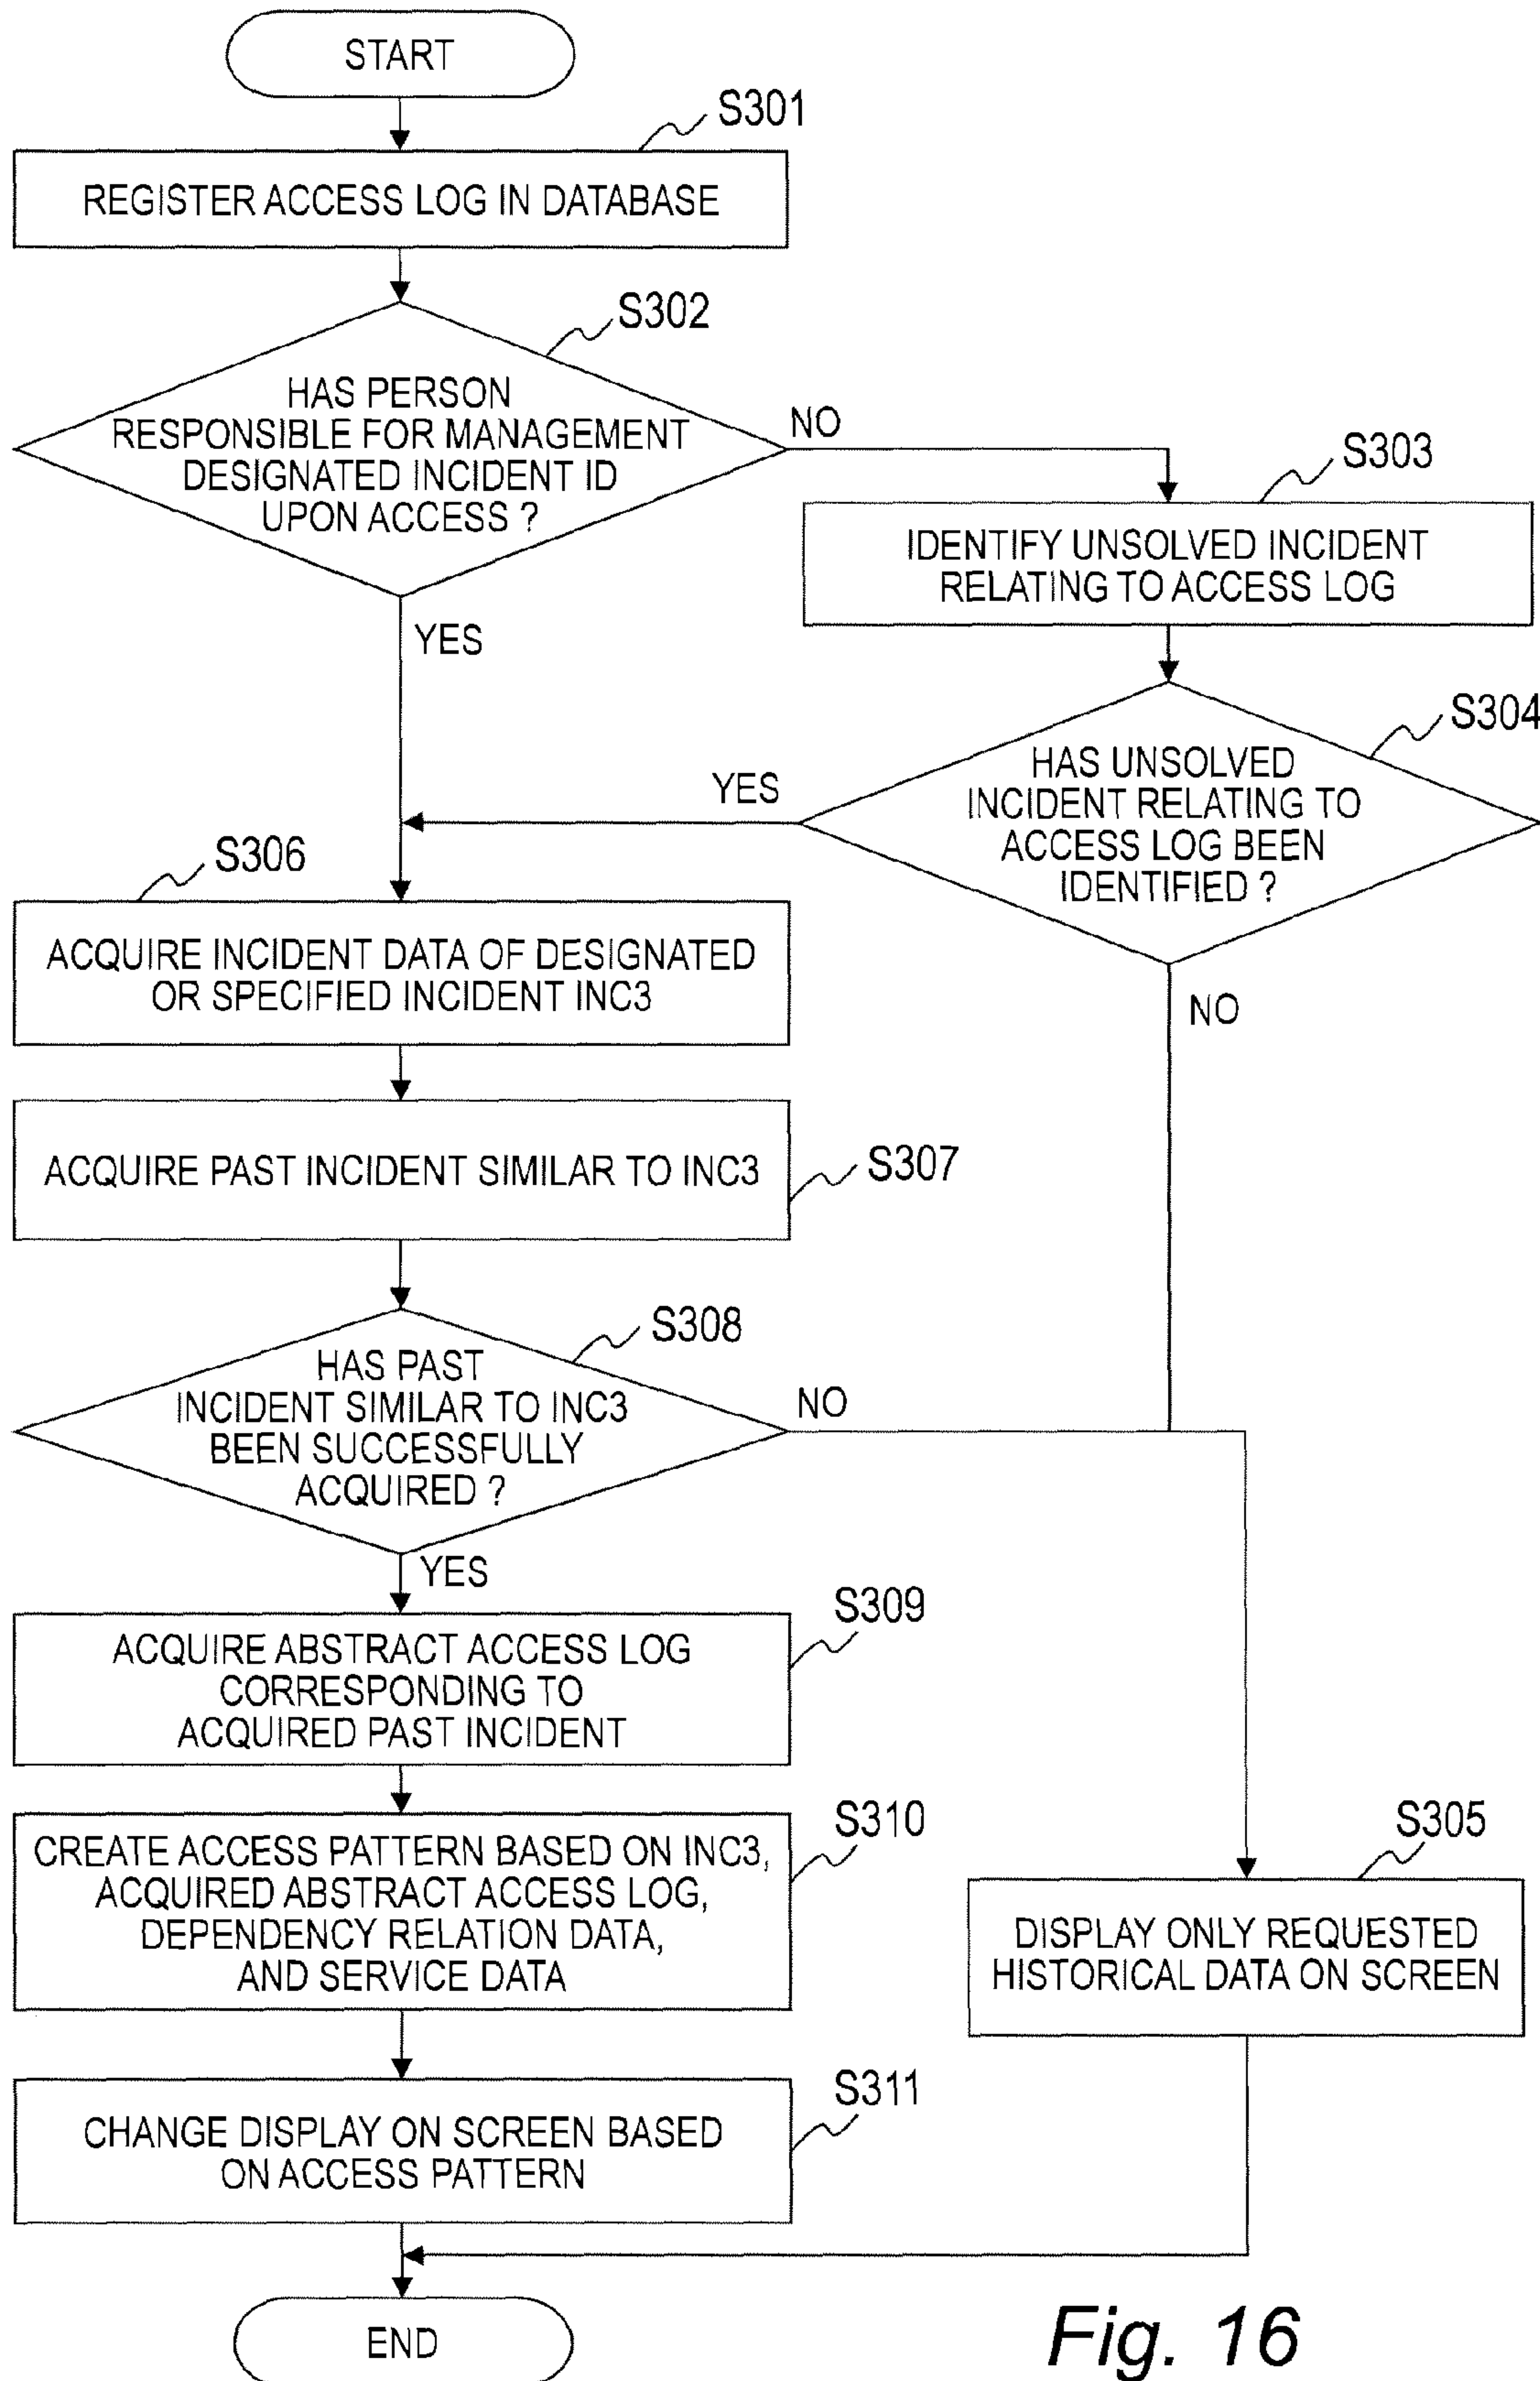 START
S301
REGISTER ACCESS LOG IN DATABASE
S302
HAS PERSON
RESPONSIBLE FOR MANAGEMENT
DESIGNATED INCIDENT ID
UPON ACCESS ?
NO
YES
S303
IDENTIFY UNSOLVED INCIDENT
RELATING TO ACCESS LOG
S304
HAS UNSOLVED
INCIDENT RELATING TO
ACCESS LOG BEEN
IDENTIFIED ?
YES
NO
S306
ACQUIRE INCIDENT DATA OF DESIGNATED
OR SPECIFIED INCIDENT INC3
ACQUIRE PAST INCIDENT SIMILAR TO INC3
S307
S308
HAS PAST
INCIDENT SIMILAR TO INC3
BEEN SUCCESSFULLY
ACQUIRED ?
NO
YES
S309
ACQUIRE ABSTRACT ACCESS LOG
CORRESPONDING TO
ACQUIRED PAST INCIDENT
S310
CREATE ACCESS PATTERN BASED ON INC3,
ACQUIRED ABSTRACT ACCESS LOG,
DEPENDENCY RELATION DATA,
AND SERVICE DATA
S305
DISPLAY ONLY REQUESTED
HISTORICAL DATA ON SCREEN
S311
CHANGE DISPLAY ON SCREEN BASED
ON ACCESS PATTERN
END
Fig. 16